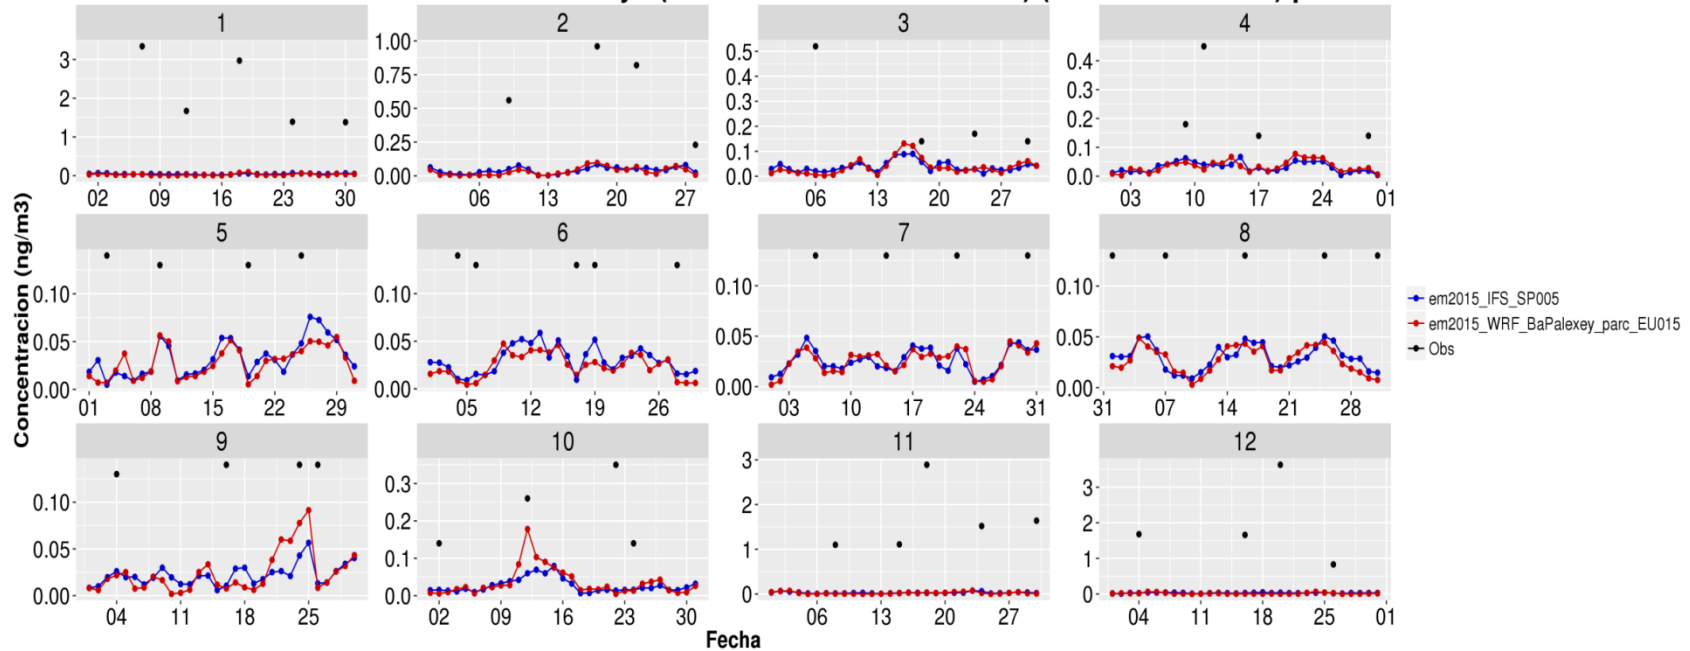 1 2 3 4
3 2 1 0
1.00 0.75 0.50 0.25 0.00
0.5 0.4 0.3 0.2 0.1 0.0
0.4 0.3 0.2 0.1 0.0
02 09 16 23 30
06 13 20 27
06 13 20 27
03 10 17 24 01
5 6 7 8
0.10 0.05 0.00
0.10 0.05 0.00
0.10 0.05 0.00
0.10 0.05 0.00
01 08 15 22 29
05 12 19 26
03 10 17 24 31
31 07 14 21 28
9 10 11 12
0.10 0.05 0.00
0.3 0.2 0.1 0.0
3 2 1 0
3 2 1 0
04 11 18 25
02 09 16 23 30
06 13 20 27
04 11 18 25 01
Concentracion (ng/m3)
Fecha
em2015_IFS_SP005
em2015_WRF_BaPalexey_parc_EU015
Obs